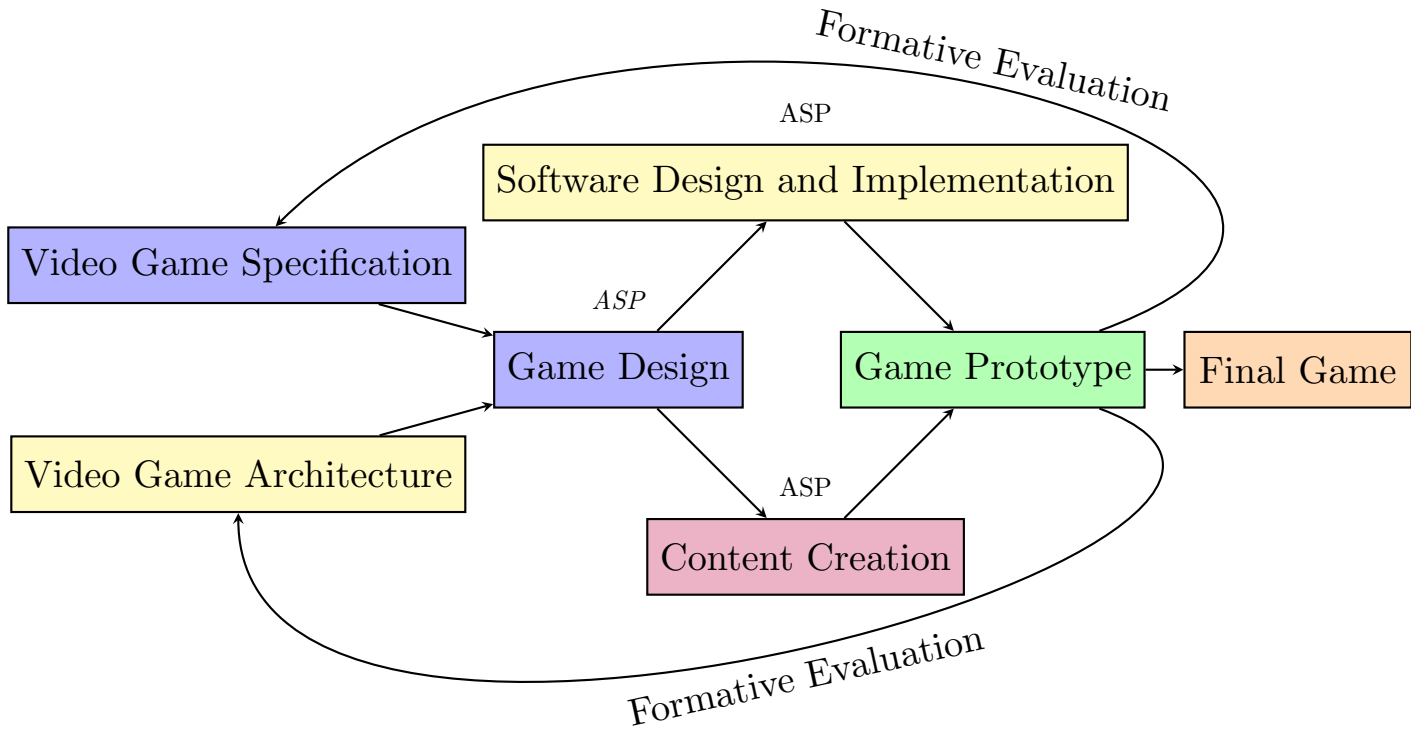 Formative Evaluation
ASP
Software Design and Implementation
Video Game Specification
ASP
Game Design
Game Prototype
Final Game
Video Game Architecture
ASP
Content Creation
Formative Evaluation